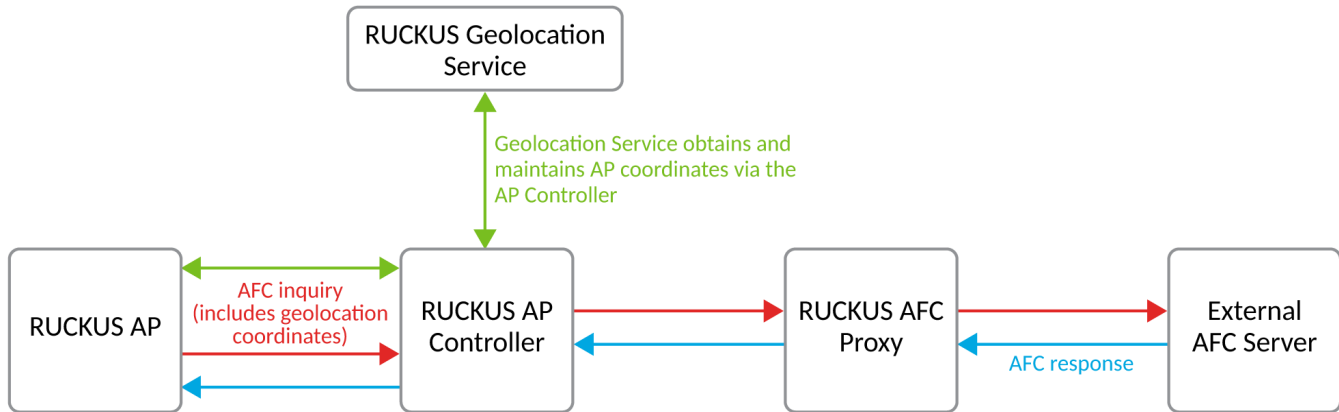 RUCKUS Geolocation
Service
Geolocation Service obtains and
maintains AP coordinates via the
AP Controller
RUCKUS AP
AFC inquiry
(includes geolocation
coordinates)
RUCKUS AP
Controller
RUCKUS AFC
Proxy
AFC response
External
AFC Server